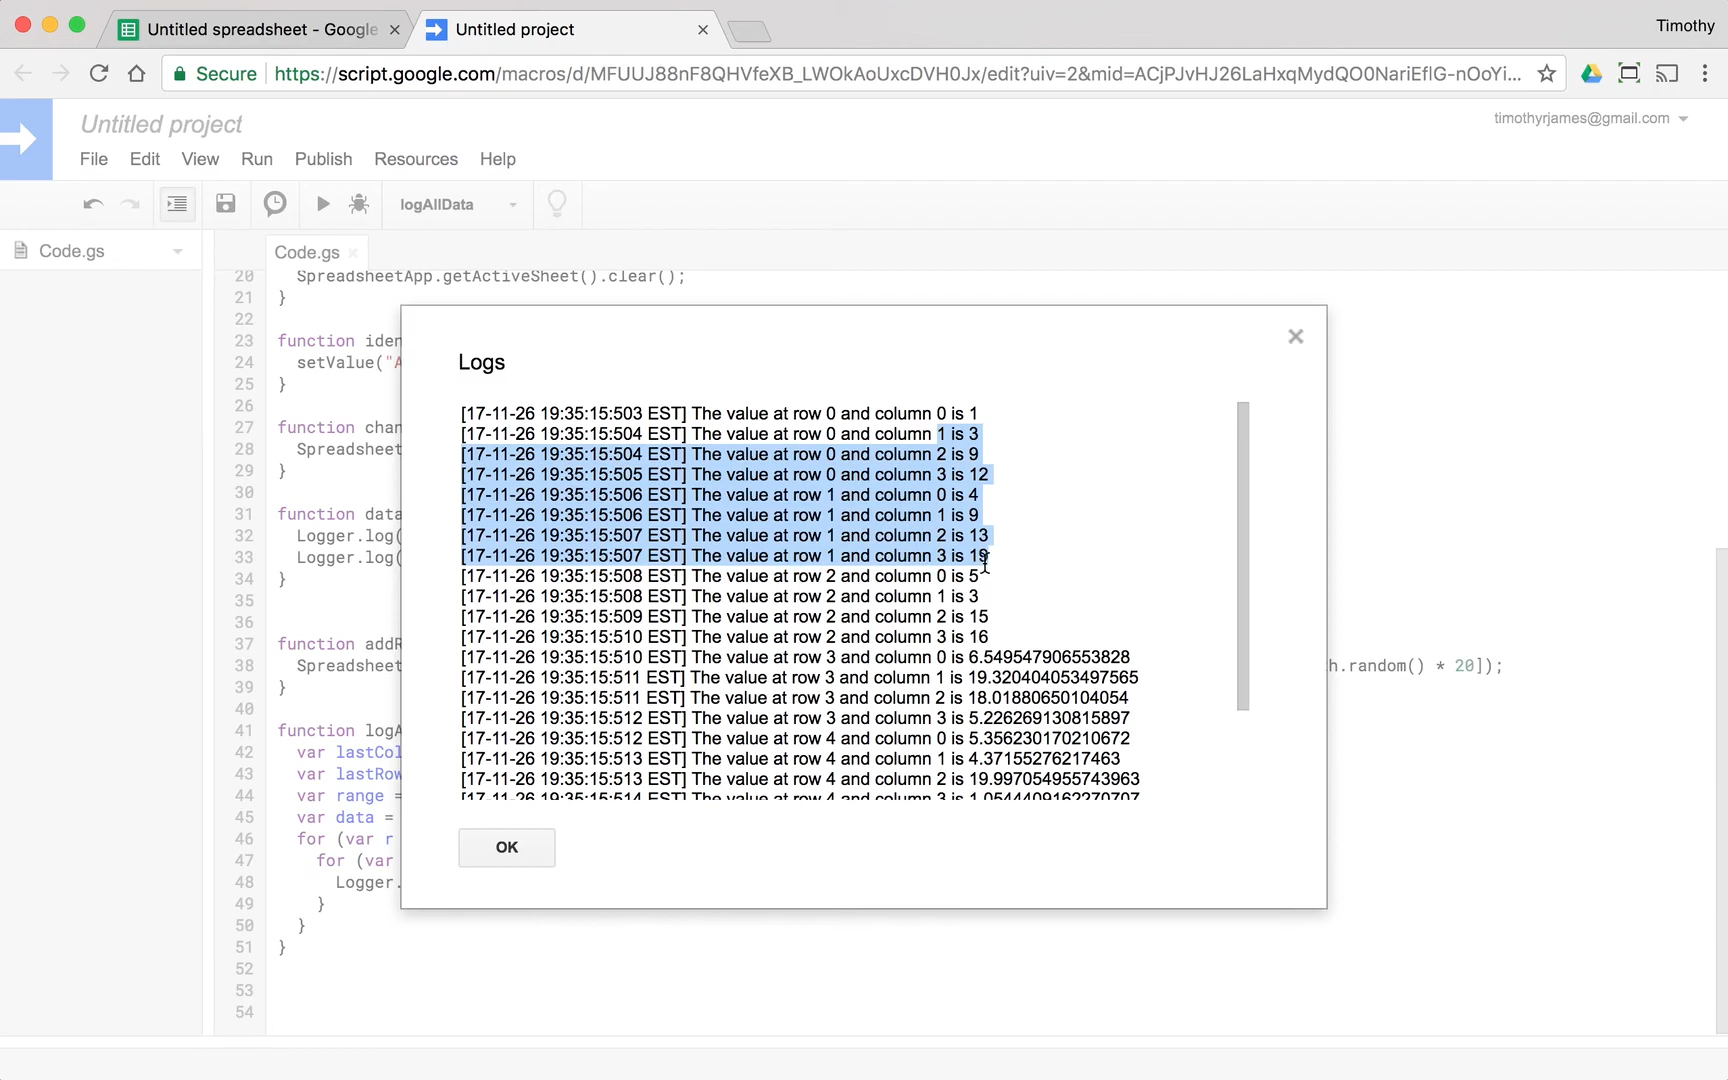 Untitled spreadsheet - Google
Untitled project
Timothy
Secure https://script.google.com/macros/d/MFUUJ88nF8QHVfeXB_LWOkAoUxcDVH0Jx/edit?uiv=2&mid=ACjPJvHJ26LaHxqMydQO0NariEflG-nOoYi...
Untitled project
timothyrjames@gmail.com
File Edit View Run Publish Resources Help
logAllData
Code.gs
Code.gs
20 SpreadsheetApp.getActiveSheet().clear();
21 }
22
23 function iden
24 setValue("A
25 }
26
27 function chan
28 Spreadsheet
29 }
30
31 function data
32 Logger.log(
33 Logger.log(
34 }
35
36
37 function addR
38 Spreadsheet h.random() * 20]);
39 }
40
41 function logA
42 var lastCol
43 var lastRow
44 var range =
45 var data =
46 for (var r
47 for (var
48 Logger.
49 }
50 }
51 }
52
53
54
Logs
[17-11-26 19:35:15:503 EST] The value at row 0 and column 0 is 1
[17-11-26 19:35:15:504 EST] The value at row 0 and column 1 is 3
[17-11-26 19:35:15:504 EST] The value at row 0 and column 2 is 9
[17-11-26 19:35:15:505 EST] The value at row 0 and column 3 is 12
[17-11-26 19:35:15:506 EST] The value at row 1 and column 0 is 4
[17-11-26 19:35:15:506 EST] The value at row 1 and column 1 is 9
[17-11-26 19:35:15:507 EST] The value at row 1 and column 2 is 13
[17-11-26 19:35:15:507 EST] The value at row 1 and column 3 is 19
[17-11-26 19:35:15:508 EST] The value at row 2 and column 0 is 5
[17-11-26 19:35:15:508 EST] The value at row 2 and column 1 is 3
[17-11-26 19:35:15:509 EST] The value at row 2 and column 2 is 15
[17-11-26 19:35:15:510 EST] The value at row 2 and column 3 is 16
[17-11-26 19:35:15:510 EST] The value at row 3 and column 0 is 6.549547906553828
[17-11-26 19:35:15:511 EST] The value at row 3 and column 1 is 19.320404053497565
[17-11-26 19:35:15:511 EST] The value at row 3 and column 2 is 18.01880650104054
[17-11-26 19:35:15:512 EST] The value at row 3 and column 3 is 5.226269130815897
[17-11-26 19:35:15:512 EST] The value at row 4 and column 0 is 5.356230170210672
[17-11-26 19:35:15:513 EST] The value at row 4 and column 1 is 4.37155276217463
[17-11-26 19:35:15:513 EST] The value at row 4 and column 2 is 19.997054955743963
[17-11-26 19:35:15:514 EST] The value at row 4 and column 3 is 1.0544409162270707
OK